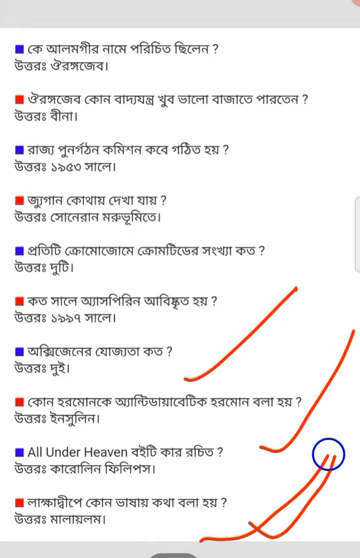 কে আলমগীর নামে পরিচিত ছিলেন ?
উত্তরঃ ঔরঙ্গজেব।
ঔরঙ্গজেব কোন বাদ্যযন্ত্র খুব ভালো বাজাতে পারতেন ?
উত্তরঃ বীনা।
রাজ্য পুনর্গঠন কমিশন কবে গঠিত হয় ?
উত্তরঃ ১৯৫৩ সালে।
জ্যুগান কোথায় দেখা যায় ?
উত্তরঃ সোনেরান মরুভূমিতে।
প্রতিটি ক্রোমোজোমে ক্রোমটিডের সংখ্যা কত ?
উত্তরঃ দুটি।
কত সালে অ্যাসপিরিন আবিষ্কৃত হয় ?
উত্তরঃ ১৯৯৭ সালে।
অক্সিজেনের যোজ্যতা কত ?
উত্তরঃ দুই।
কোন হরমোনকে অ্যান্টিডায়াবেটিক হরমোন বলা হয় ?
উত্তরঃ ইনসুলিন।
All Under Heaven বইটি কার রচিত ?
উত্তরঃ কারোলিন ফিলিপস।
লাক্ষাদ্বীপে কোন ভাষায় কথা বলা হয় ?
উত্তরঃ মালায়লম।